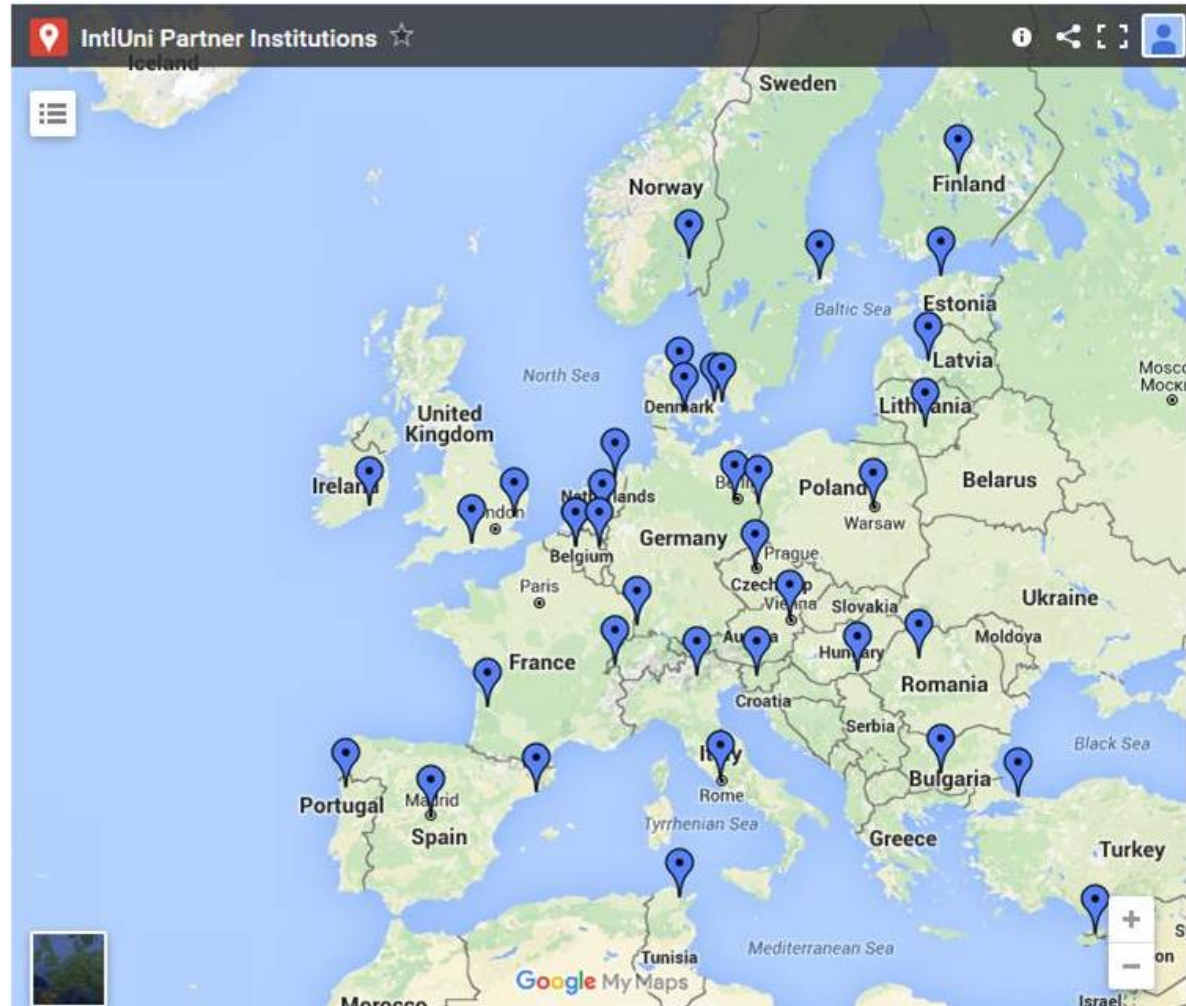 IntlUni Partner Institutions
Iceland
Sweden
Norway
Finland
Baltic Sea
Estonia
Latvia
North Sea
Denmark
Lithuania
United
Kingdom
Ireland
Netherlands
Poland
Belarus
Warsaw
Germany
Belgium
Prague
Paris
Vienna
Slovakia
Ukraine
Moldova
France
Hungary
Romania
Croatia
Serbia
Black Sea
Italy
Bulgaria
Portugal
Madrid
Rome
Spain
Tyrrhenian Sea
Greece
Turkey
Tunisia
Mediterranean Sea
Google My Maps
Morocco
Israel